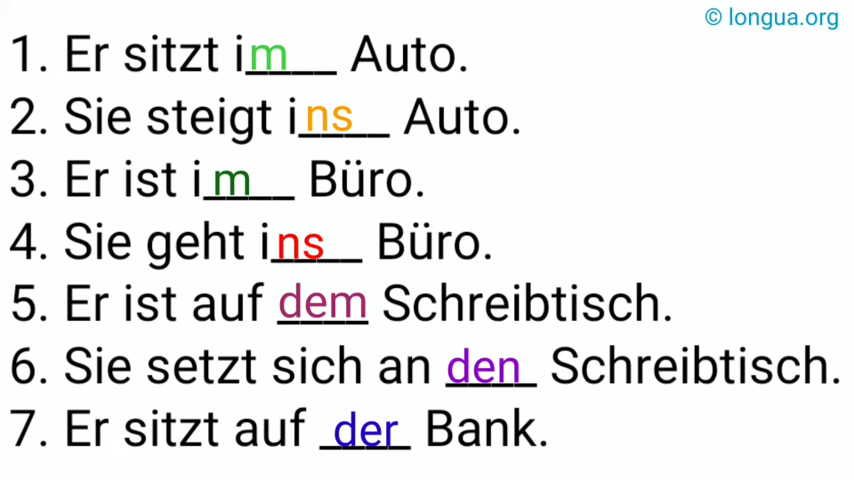 © longua.org
1. Er sitzt im Auto.
2. Sie steigt ins Auto.
3. Er ist im Büro.
4. Sie geht ins Büro.
5. Er ist auf dem Schreibtisch.
6. Sie setzt sich an den Schreibtisch.
7. Er sitzt auf der Bank.